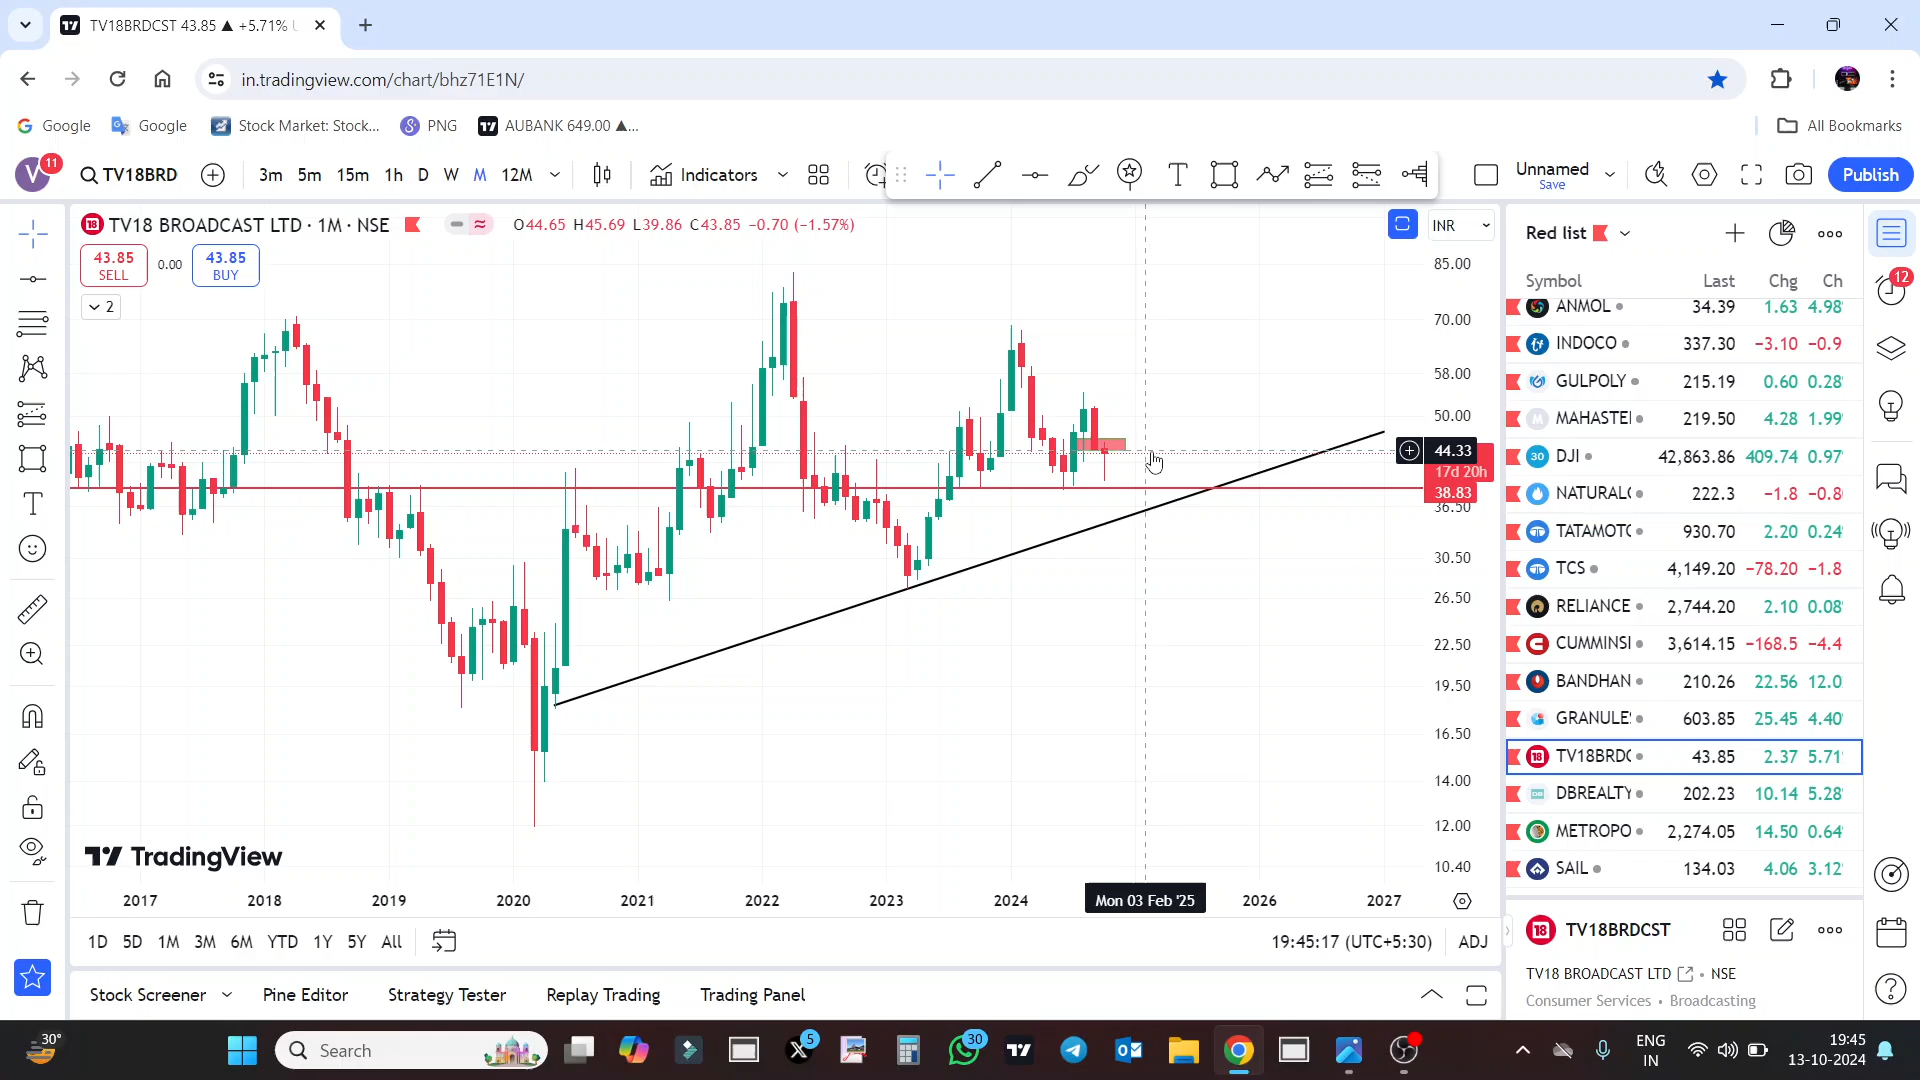 TV18BRDCST 43.85 ▲ +5.71%
in.tradingview.com/chart/bhz71E1N/
Google
Google
Stock Market: Stock...
PNG
AUBANK 649.00 ▲...
All Bookmarks
V 11
TV18BRD
3m 5m 15m 1h D W M 12M
Indicators
Unnamed
Save
Publish
TV18 BROADCAST LTD · 1M · NSE
O44.65 H45.69 L39.86 C43.85 −0.70 (−1.57%)
INR
43.85
SELL
0.00
43.85
BUY
2
85.00
70.00
58.00
50.00
44.33
17d 20h
38.83
36.50
30.50
26.50
22.50
19.50
16.50
14.00
12.00
10.40
TradingView
2017 2018 2019 2020 2021 2022 2023 2024 Mon 03 Feb '25 2026 2027
1D 5D 1M 3M 6M YTD 1Y 5Y All
19:45:17 (UTC+5:30) ADJ
Stock Screener Pine Editor Strategy Tester Replay Trading Trading Panel
Red list
Symbol Last Chg Ch
ANMOL 34.39 1.63 4.98
INDOCO 337.30 −3.10 −0.9
GULPOLY 215.19 0.60 0.28
MAHASTE 219.50 4.28 1.99
30 DJI 42,863.86 409.74 0.97
NATURAL 222.3 −1.8 −0.8
TATAMOT 930.70 2.20 0.24
TCS 4,149.20 −78.20 −1.8
RELIANCE 2,744.20 2.10 0.08
CUMMINSI 3,614.15 −168.5 −4.4
BANDHAN 210.26 22.56 12.0
GRANULE 603.85 25.45 4.40
18 TV18BRD 43.85 2.37 5.71
DBREALTY 202.23 10.14 5.28
METROPO 2,274.05 14.50 0.64
SAIL 134.03 4.06 3.12
12
18 TV18BRDCST
TV18 BROADCAST LTD · NSE
Consumer Services • Broadcasting
30°
Search
5
30
ENG
IN
19:45
13-10-2024